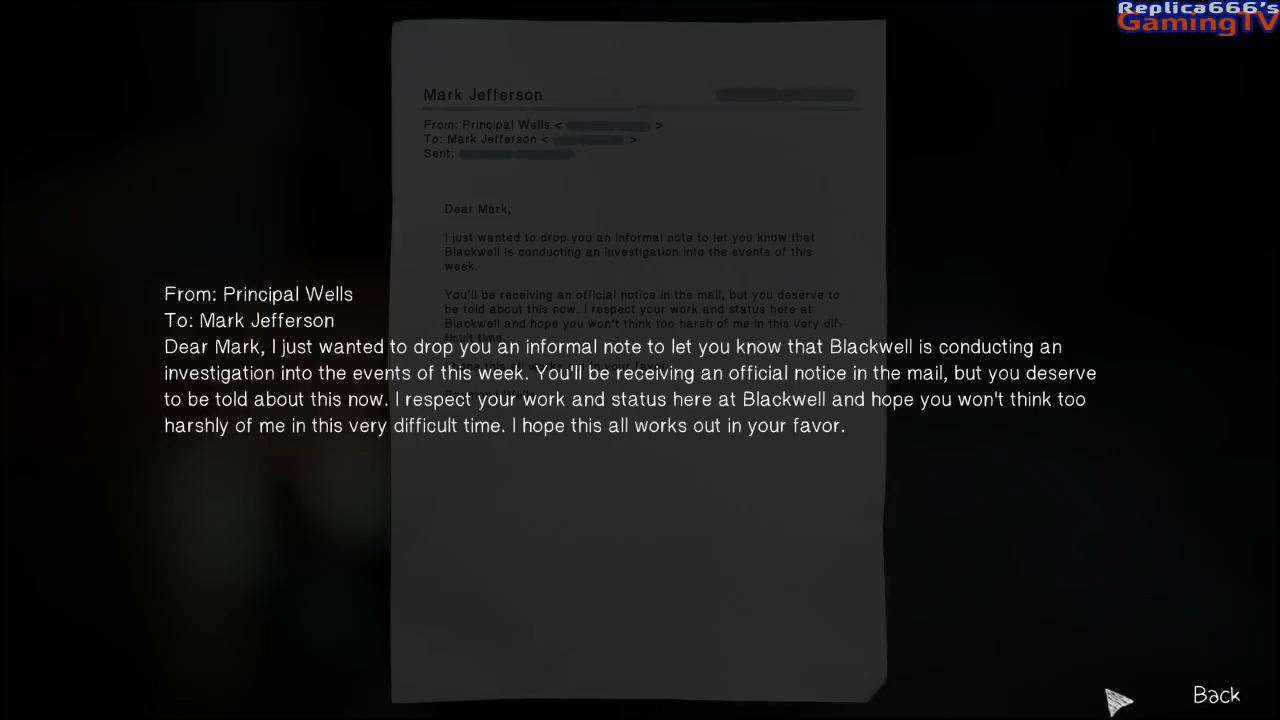 Replica666's
GamingTV
Mark Jefferson
From: Principal Wells < >
To: Mark Jefferson < >
Sent:
Dear Mark,
I just wanted to drop you an informal note to let you know that
Blackwell is conducting an investigation into the events of this
week.
You'll be receiving an official notice in the mail, but you deserve to
be told about this now. I respect your work and status here at
Blackwell and hope you won't think too harsh of me in this very dif-
ficult time.
From: Principal Wells
To: Mark Jefferson
Dear Mark, I just wanted to drop you an informal note to let you know that Blackwell is conducting an
investigation into the events of this week. You'll be receiving an official notice in the mail, but you deserve
to be told about this now. I respect your work and status here at Blackwell and hope you won't think too
harshly of me in this very difficult time. I hope this all works out in your favor.
Back